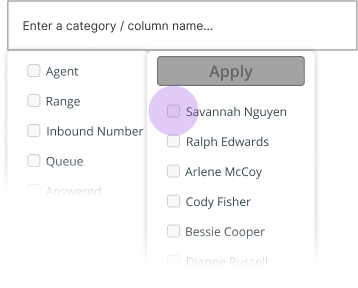 Enter a category / column name...
Agent
Range
Inbound Number
Queue
Answered
Apply
Savannah Nguyen
Ralph Edwards
Arlene McCoy
Cody Fisher
Bessie Cooper
Dianne Russell